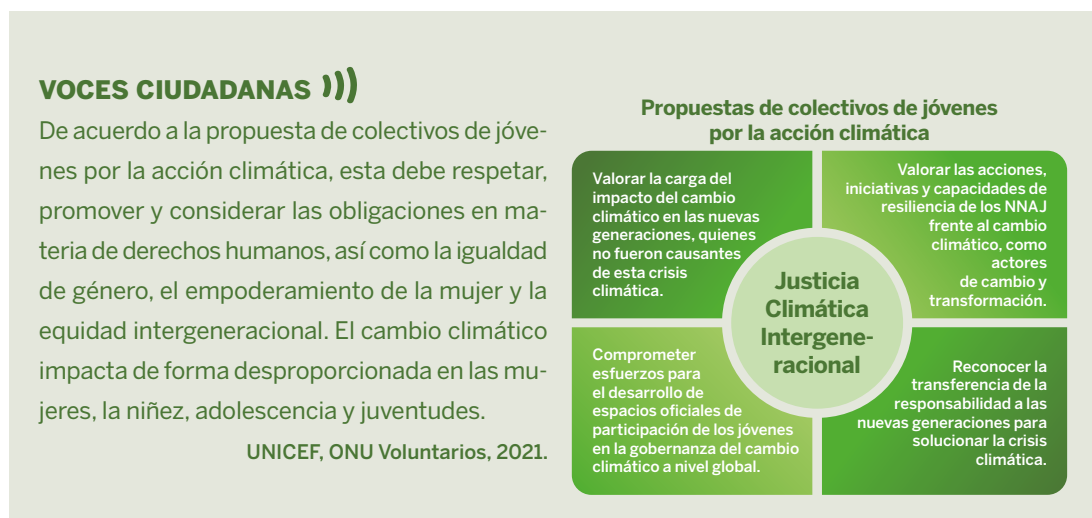 VOCES CIUDADANAS
De acuerdo a la propuesta de colectivos de jóve-
nes por la acción climática, esta debe respetar,
promover y considerar las obligaciones en ma-
teria de derechos humanos, así como la igualdad
de género, el empoderamiento de la mujer y la
equidad intergeneracional. El cambio climático
impacta de forma desproporcionada en las mu-
jeres, la niñez, adolescencia y juventudes.
UNICEF, ONU Voluntarios, 2021.
Propuestas de colectivos de jóvenes
por la acción climática
Valorar la carga del
impacto del cambio
climático en las nuevas
generaciones, quienes
no fueron causantes
de esta crisis
climática.
Valorar las acciones,
iniciativas y capacidades de
resiliencia de los NNAJ
frente al cambio
climático, como
actores
de cambio y
transformación.
Justicia
Climática
Intergene-
racional
Comprometer
esfuerzos para
el desarrollo de
espacios oficiales de
participación de los jóvenes
en la gobernanza del cambio
climático a nivel global.
Reconocer la
transferencia de la
responsabilidad a las
nuevas generaciones para
solucionar la crisis
climática.